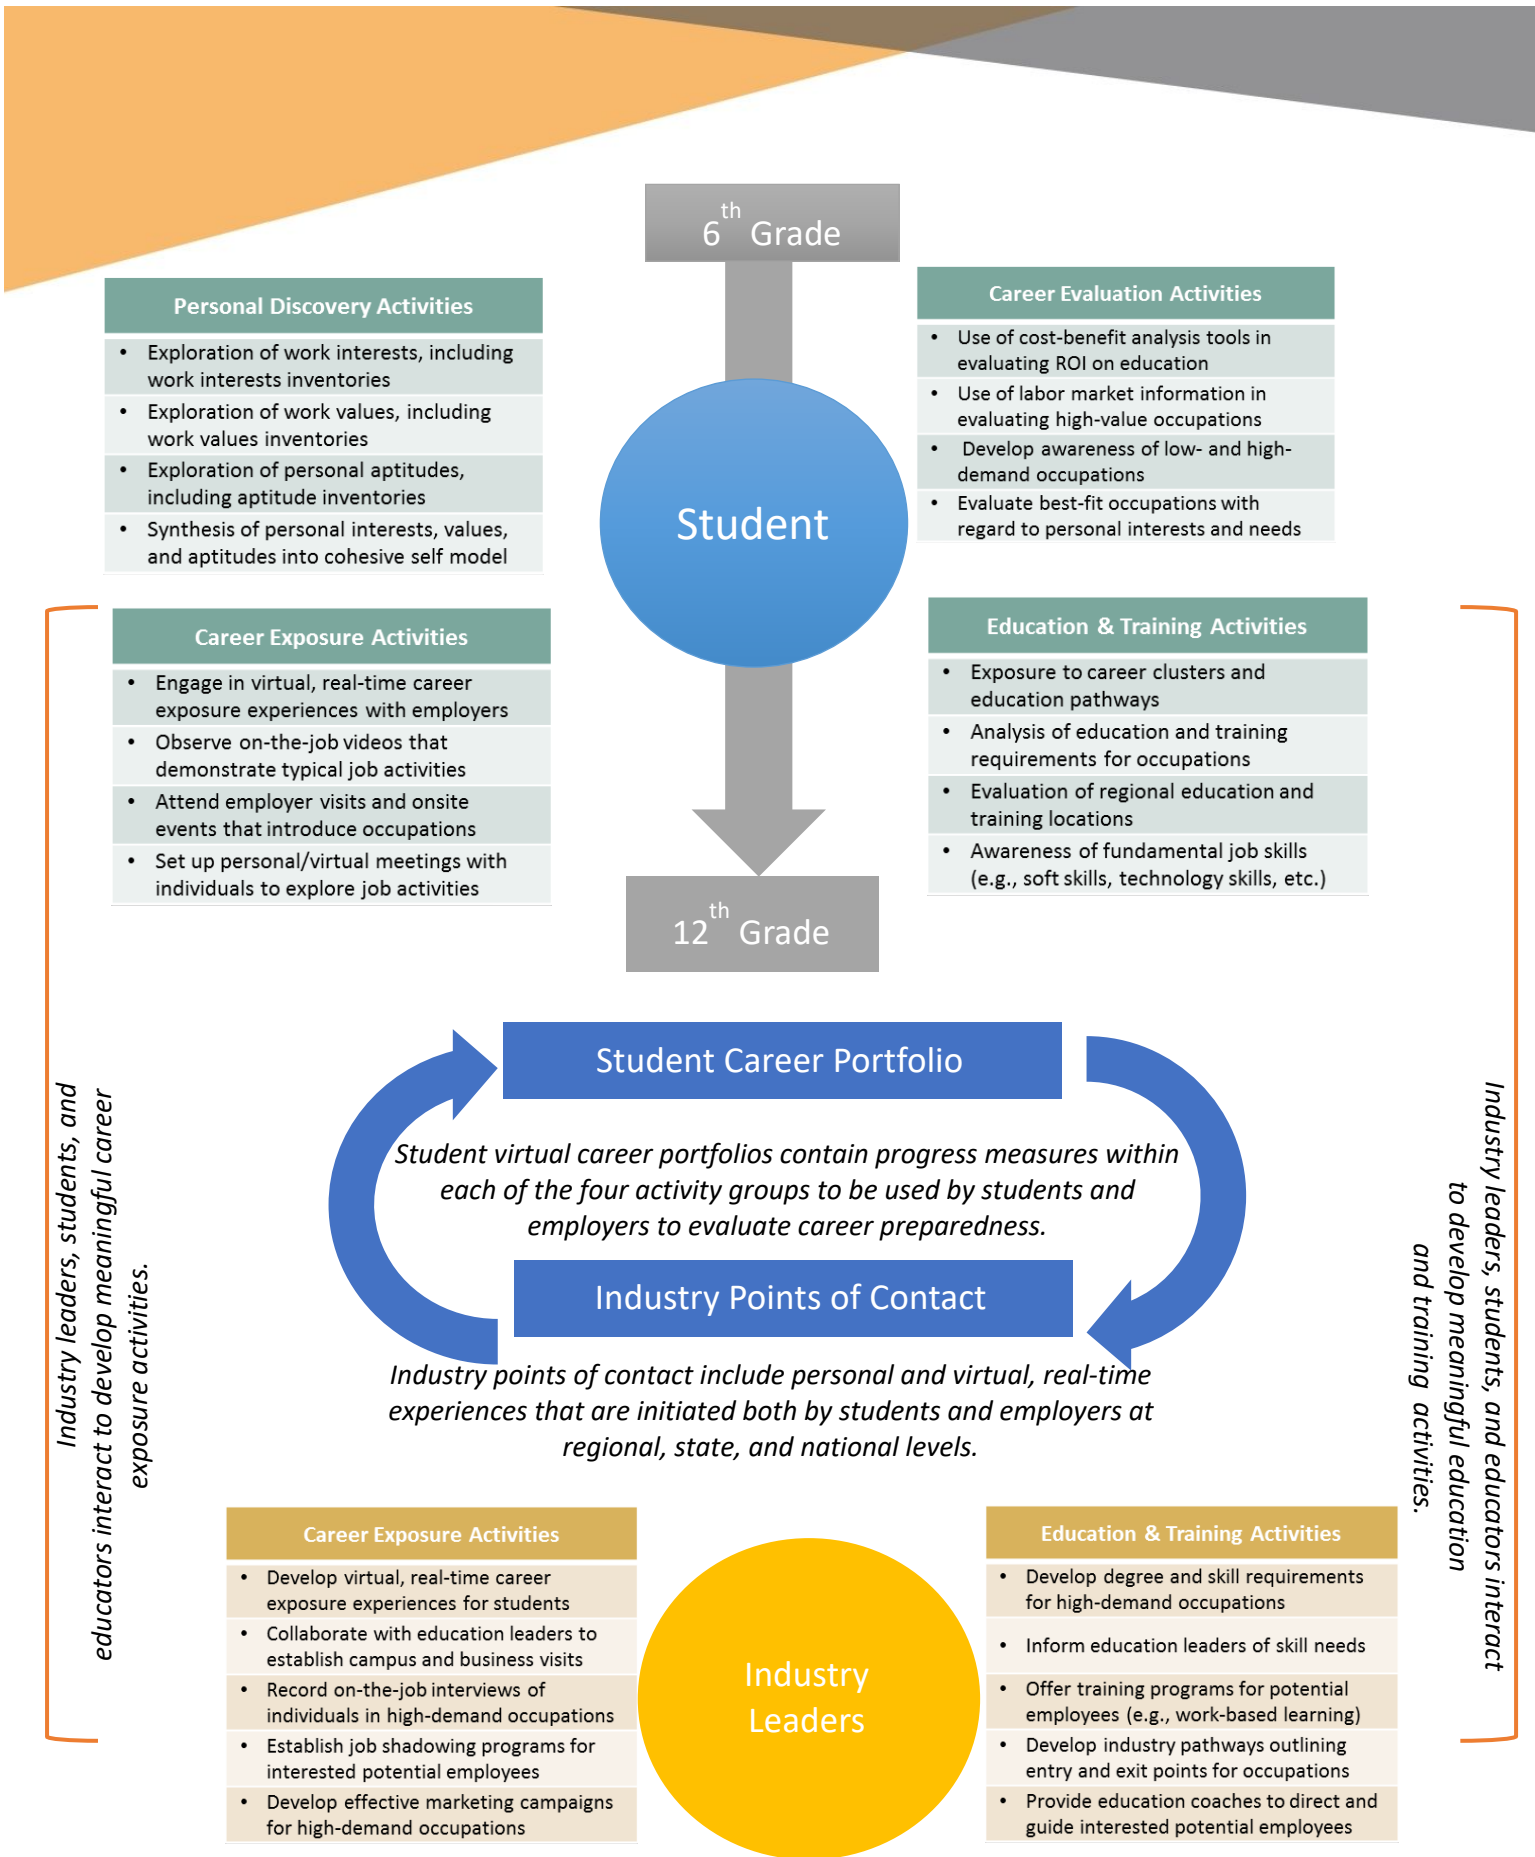 6th Grade
Personal Discovery Activities
• Exploration of work interests, including
work interests inventories
• Exploration of work values, including
work values inventories
• Exploration of personal aptitudes,
including aptitude inventories
• Synthesis of personal interests, values,
and aptitudes into cohesive self model
Career Evaluation Activities
• Use of cost-benefit analysis tools in
evaluating ROI on education
• Use of labor market information in
evaluating high-value occupations
• Develop awareness of low- and high-
demand occupations
• Evaluate best-fit occupations with
regard to personal interests and needs
Student
Career Exposure Activities
• Engage in virtual, real-time career
exposure experiences with employers
• Observe on-the-job videos that
demonstrate typical job activities
• Attend employer visits and onsite
events that introduce occupations
• Set up personal/virtual meetings with
individuals to explore job activities
Education & Training Activities
• Exposure to career clusters and
education pathways
• Analysis of education and training
requirements for occupations
• Evaluation of regional education and
training locations
• Awareness of fundamental job skills
(e.g., soft skills, technology skills, etc.)
12th Grade
Student Career Portfolio
Student virtual career portfolios contain progress measures within
each of the four activity groups to be used by students and
employers to evaluate career preparedness.
Industry Points of Contact
Industry points of contact include personal and virtual, real-time
experiences that are initiated both by students and employers at
regional, state, and national levels.
Industry leaders, students, and
educators interact to develop meaningful career
exposure activities.
Industry leaders, students, and educators interact
to develop meaningful education
and training activities.
Career Exposure Activities
• Develop virtual, real-time career
exposure experiences for students
• Collaborate with education leaders to
establish campus and business visits
• Record on-the-job interviews of
individuals in high-demand occupations
• Establish job shadowing programs for
interested potential employees
• Develop effective marketing campaigns
for high-demand occupations
Industry
Leaders
Education & Training Activities
• Develop degree and skill requirements
for high-demand occupations
• Inform education leaders of skill needs
• Offer training programs for potential
employees (e.g., work-based learning)
• Develop industry pathways outlining
entry and exit points for occupations
• Provide education coaches to direct and
guide interested potential employees